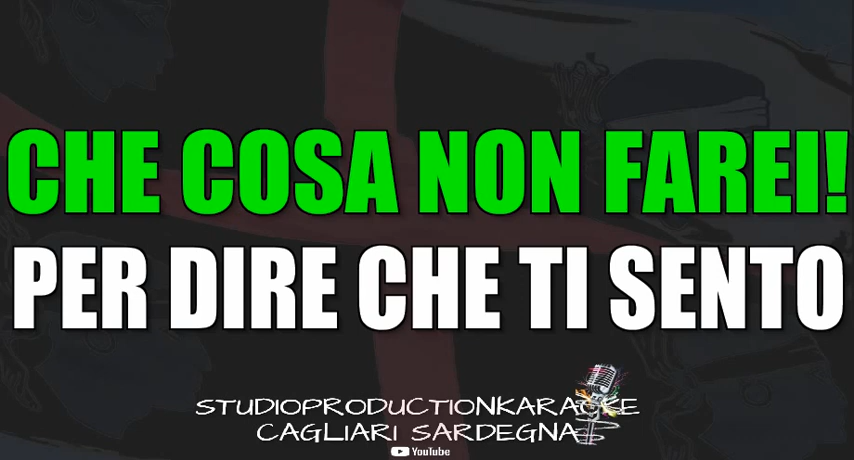 CHE COSA NON FAREI!
PER DIRE CHE TI SENTO
STUDIOPRODUCTIONKARAOKE
CAGLIARI SARDEGNA
YouTube